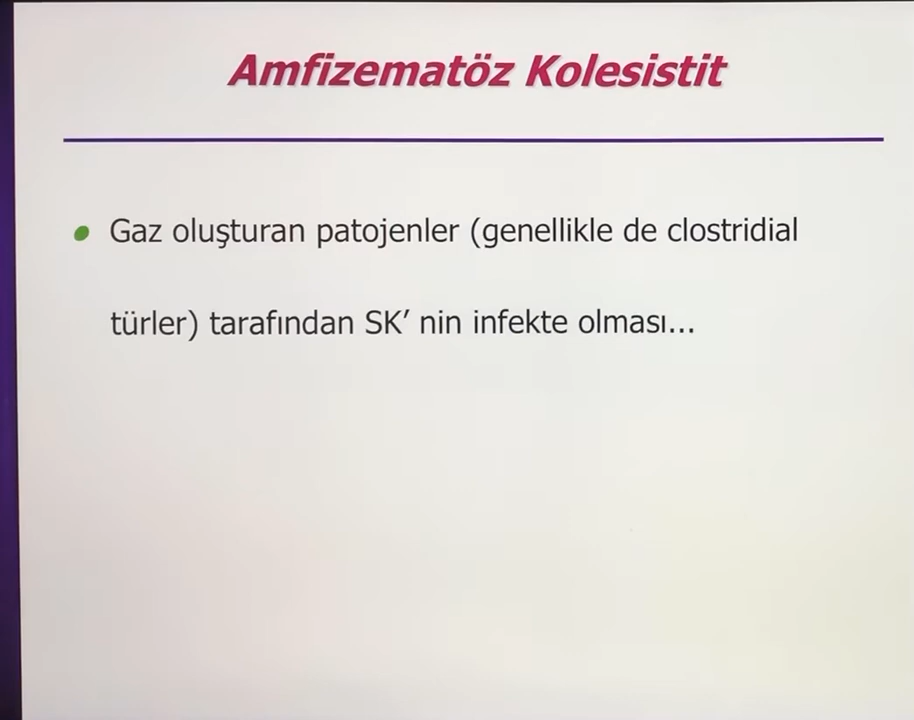 Amfizematöz Kolesistit
Gaz oluşturan patojenler (genellikle de clostridial
türler) tarafından SK’ nin infekte olması...